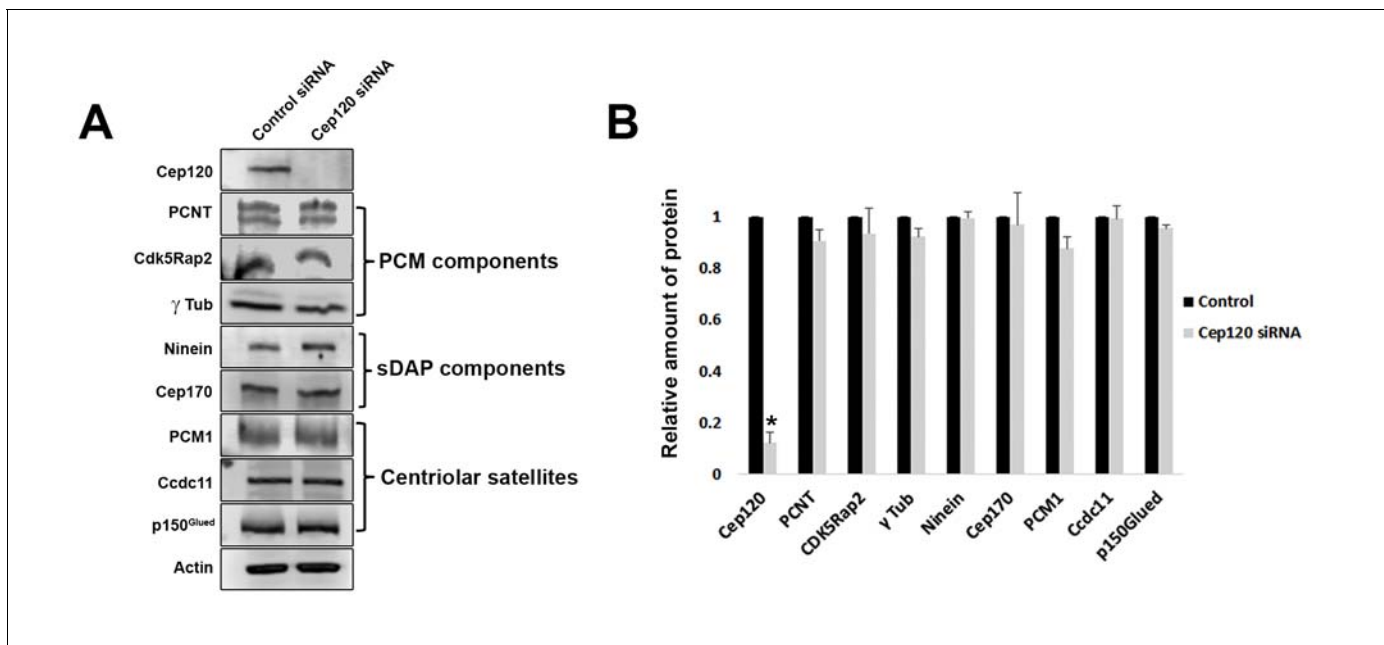 A
Control siRNA
Cep120 siRNA
Cep120
PCNT
Cdk5Rap2
γ Tub
Ninein
Cep170
PCM1
Ccdc11
p150Glued
Actin
PCM components
sDAP components
Centriolar satellites
B
Relative amount of protein
1
0.8
0.6
0.4
0.2
0
*
Cep120
PCNT
CDK5Rap2
γ Tub
Ninein
Cep170
PCM1
Ccdc11
p150Glued
Control
Cep120 siRNA